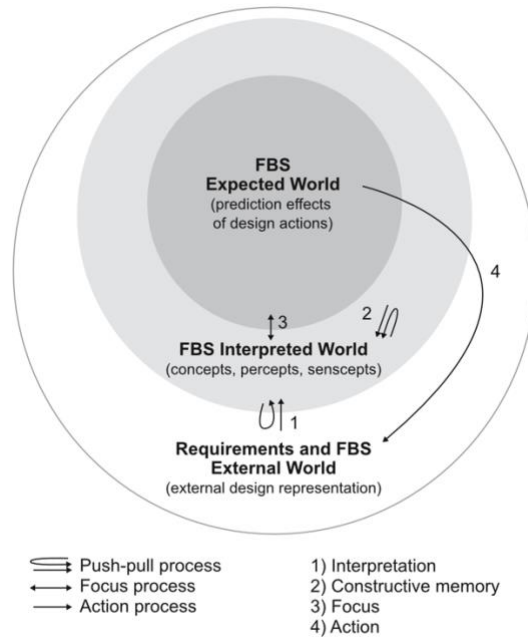 FBS
Expected World
(prediction effects
of design actions)
4
2
3
FBS Interpreted World
(concepts, percepts, senscepts)
1
Requirements and FBS
External World
(external design representation)
Push-pull process
Focus process
Action process
1) Interpretation
2) Constructive memory
3) Focus
4) Action